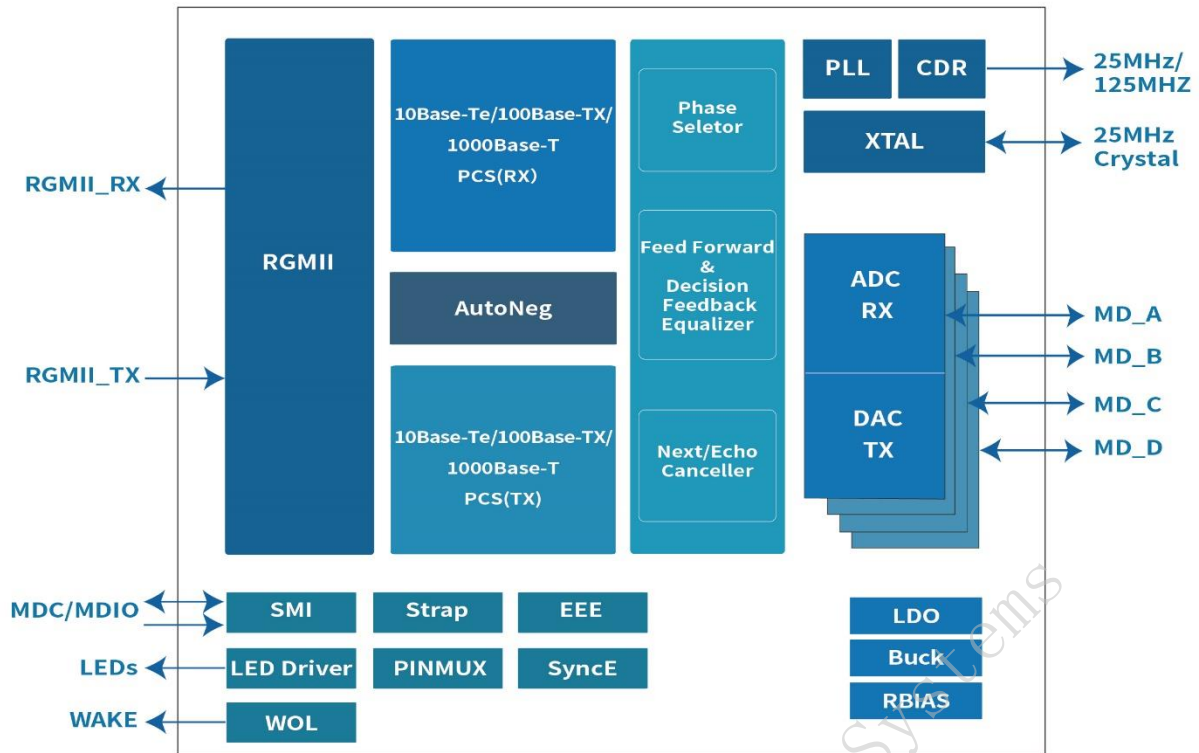 PLL
CDR
25MHz/
125MHZ
XTAL
25MHz
Crystal
RGMII_RX
RGMII_TX
RGMII
10Base-Te/100Base-TX/
1000Base-T
PCS(RX)
AutoNeg
10Base-Te/100Base-TX/
1000Base-T
PCS(TX)
Phase
Seletor
Feed Forward
&
Decision
Feedback
Equalizer
Next/Echo
Canceller
ADC
RX
DAC
TX
MD_A
MD_B
MD_C
MD_D
MDC/MDIO
SMI
Strap
EEE
LEDs
LED Driver
PINMUX
SyncE
WAKE
WOL
LDO
Buck
RBIAS
Systems